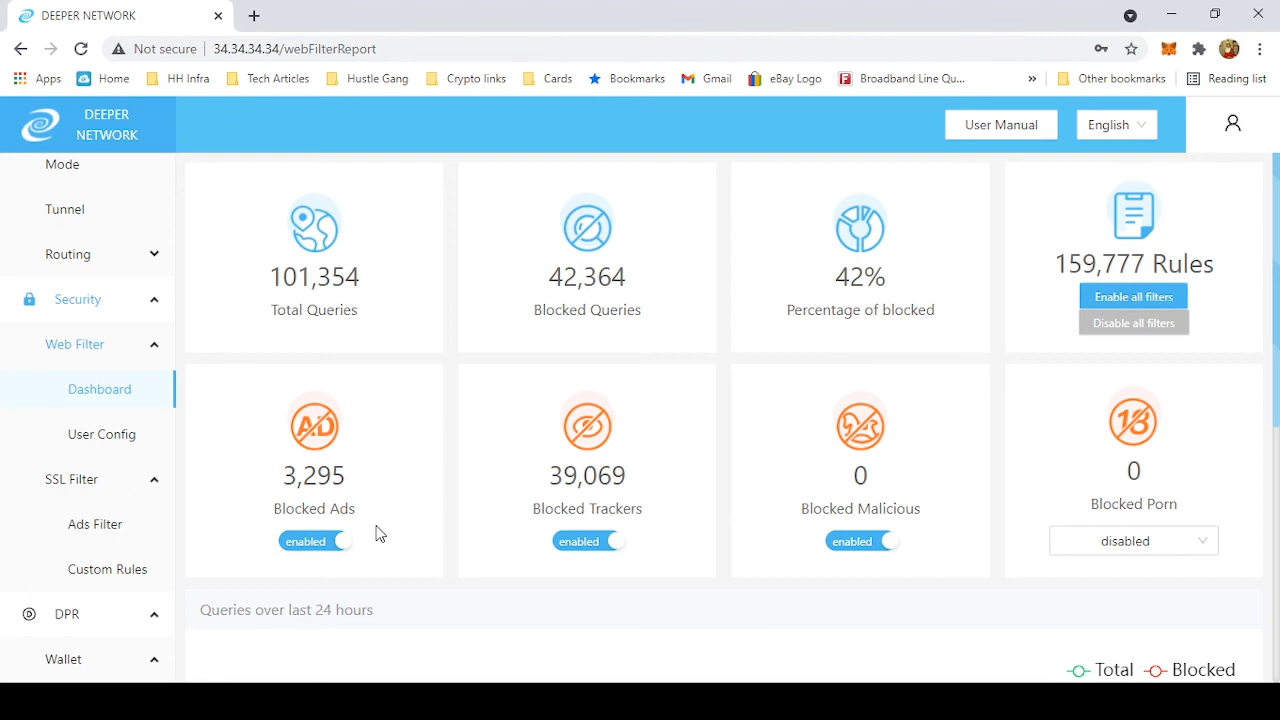 DEEPER NETWORK
Not secure
34.34.34.34/webFilterReport
Apps
Home
HH Infra
Tech Articles
Hustle Gang
Crypto links
Cards
Bookmarks
Gmail
eBay Logo
Broadband Line Qu...
»
Other bookmarks
Reading list
DEEPER
NETWORK
User Manual
English
Mode
Tunnel
Routing
Security
Web Filter
Dashboard
User Config
SSL Filter
Ads Filter
Custom Rules
DPR
Wallet
101,354
Total Queries
42,364
Blocked Queries
42%
Percentage of blocked
159,777 Rules
Enable all filters
Disable all filters
AD
3,295
Blocked Ads
enabled
39,069
Blocked Trackers
enabled
0
Blocked Malicious
enabled
18
0
Blocked Porn
disabled
Queries over last 24 hours
Total
Blocked